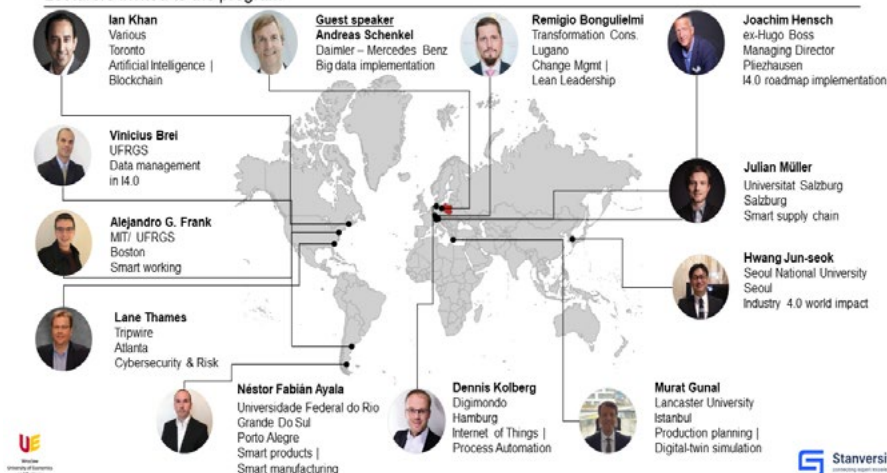 Ian Khan
Various
Toronto
Artificial Intelligence |
Blockchain
Guest speaker
Andreas Schenkel
Daimler – Mercedes Benz
Big data implementation
Remigio Bongulielmi
Transformation Cons.
Lugano
Change Mgmt |
Lean Leadership
Joachim Hensch
ex-Hugo Boss
Managing Director
Pliezhausen
I4.0 roadmap implementation
Vinicius Brei
UFRGS
Data management
in I4.0
Alejandro G. Frank
MIT/ UFRGS
Boston
Smart working
Julian Müller
Universitat Salzburg
Salzburg
Smart supply chain
Hwang Jun-seok
Seoul National University
Seoul
Industry 4.0 world impact
Lane Thames
Tripwire
Atlanta
Cybersecurity & Risk
Néstor Fabián Ayala
Universidade Federal do Rio
Grande Do Sul
Porto Alegre
Smart products |
Smart manufacturing
Dennis Kolberg
Digimondo
Hamburg
Internet of Things |
Process Automation
Murat Gunal
Lancaster University
Istanbul
Production planning |
Digital-twin simulation
UE
Wroclaw
University of Economics
Stanversi